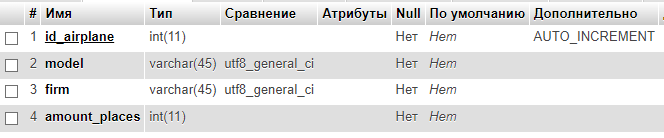 # Имя Тип Сравнение Атрибуты Null По умолчанию Дополнительно
1 id_airplane int(11) Нет Нет AUTO_INCREMENT
2 model varchar(45) utf8_general_ci Нет Нет
3 firm varchar(45) utf8_general_ci Нет Нет
4 amount_places int(11) Нет Нет